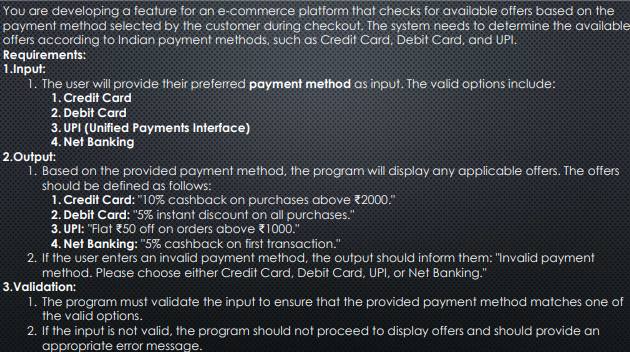 You are developing a feature for an e-commerce platform that checks for available offers based on the
payment method selected by the customer during checkout. The system needs to determine the available
offers according to Indian payment methods, such as Credit Card, Debit Card, and UPI.
Requirements:
1.Input:
1. The user will provide their preferred payment method as input. The valid options include:
1. Credit Card
2. Debit Card
3. UPI (Unified Payments Interface)
4. Net Banking
2.Output:
1. Based on the provided payment method, the program will display any applicable offers. The offers
should be defined as follows:
1. Credit Card: "10% cashback on purchases above ₹2000."
2. Debit Card: "5% instant discount on all purchases."
3. UPI: "Flat ₹50 off on orders above ₹1000."
4. Net Banking: "5% cashback on first transaction."
2. If the user enters an invalid payment method, the output should inform them: "Invalid payment
method. Please choose either Credit Card, Debit Card, UPI, or Net Banking."
3.Validation:
1. The program must validate the input to ensure that the provided payment method matches one of
the valid options.
2. If the input is not valid, the program should not proceed to display offers and should provide an
appropriate error message.